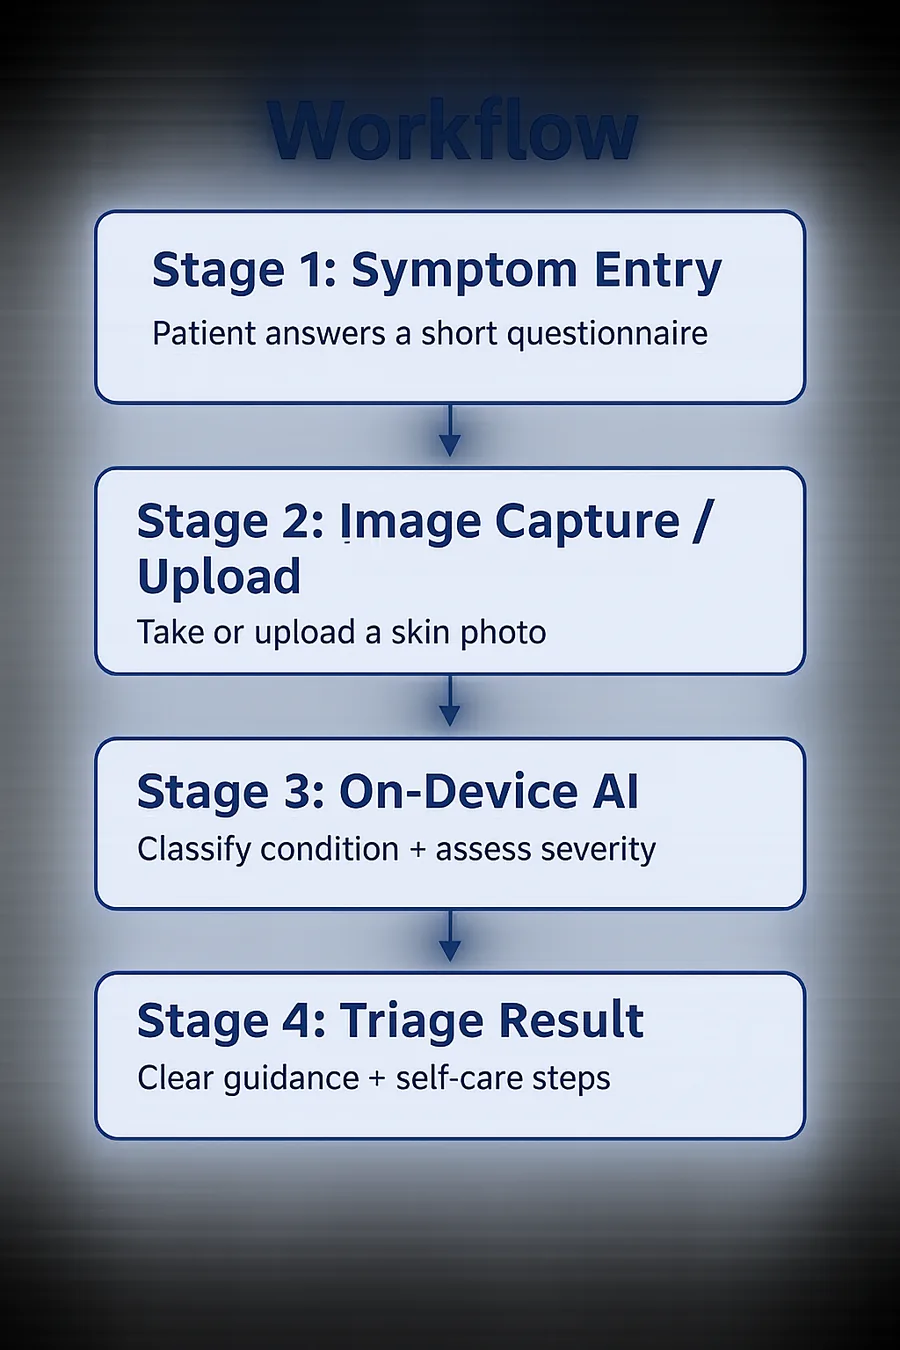 Workflow
Stage 1: Symptom Entry
Patient answers a short questionnaire
Stage 2: Image Capture /
Upload
Take or upload a skin photo
Stage 3: On-Device AI
Classify condition + assess severity
Stage 4: Triage Result
Clear guidance + self-care steps